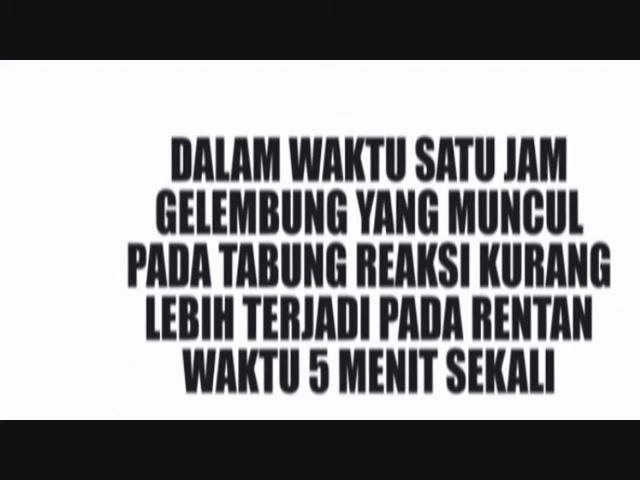 DALAM WAKTU SATU JAM
GELEMBUNG YANG MUNCUL
PADA TABUNG REAKSI KURANG
LEBIH TERJADI PADA RENTAN
WAKTU 5 MENIT SEKALI